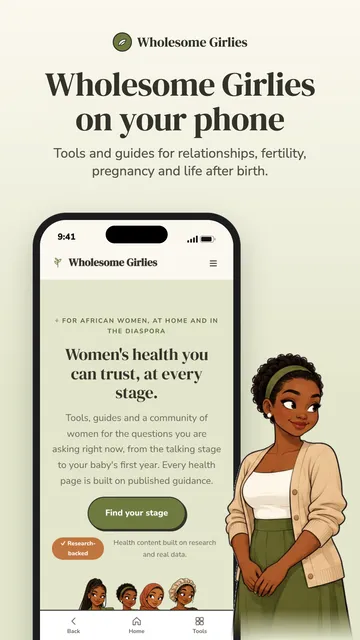 Wholesome Girlies
Wholesome Girlies
on your phone
Tools and guides for relationships, fertility,
pregnancy and life after birth.
9:41
Wholesome Girlies
+ FOR AFRICAN WOMEN, AT HOME AND IN
THE DIASPORA
Women's health you
can trust, at every
stage.
Tools, guides and a community of
women for the questions you are
asking right now, from the talking stage
to your baby's first year. Every health
page is built on published guidance.
Find your stage
✓ Research-
backed
Health content built on research
and real data.
Back
Home
Tools